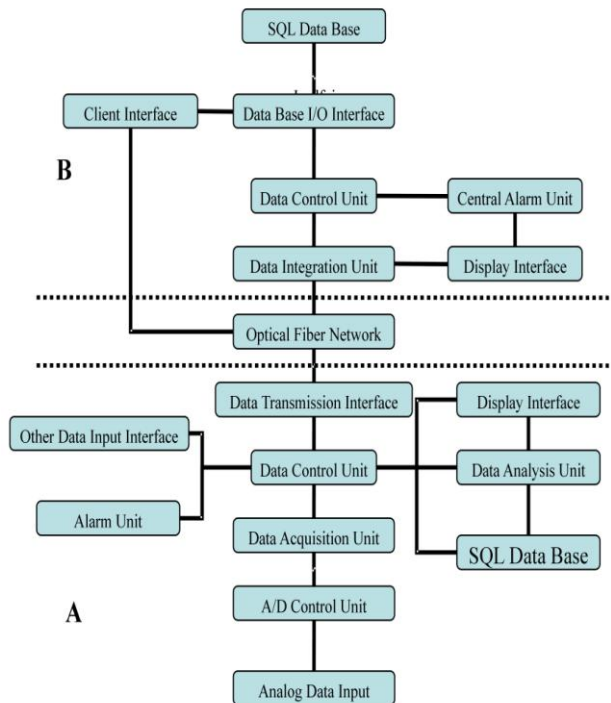 SQL Data Base
Client Interface
Data Base I/O Interface
B
Data Control Unit
Central Alarm Unit
Data Integration Unit
Display Interface
Optical Fiber Network
Data Transmission Interface
Display Interface
Other Data Input Interface
Data Control Unit
Data Analysis Unit
Alarm Unit
Data Acquisition Unit
SQL Data Base
A/D Control Unit
A
Analog Data Input